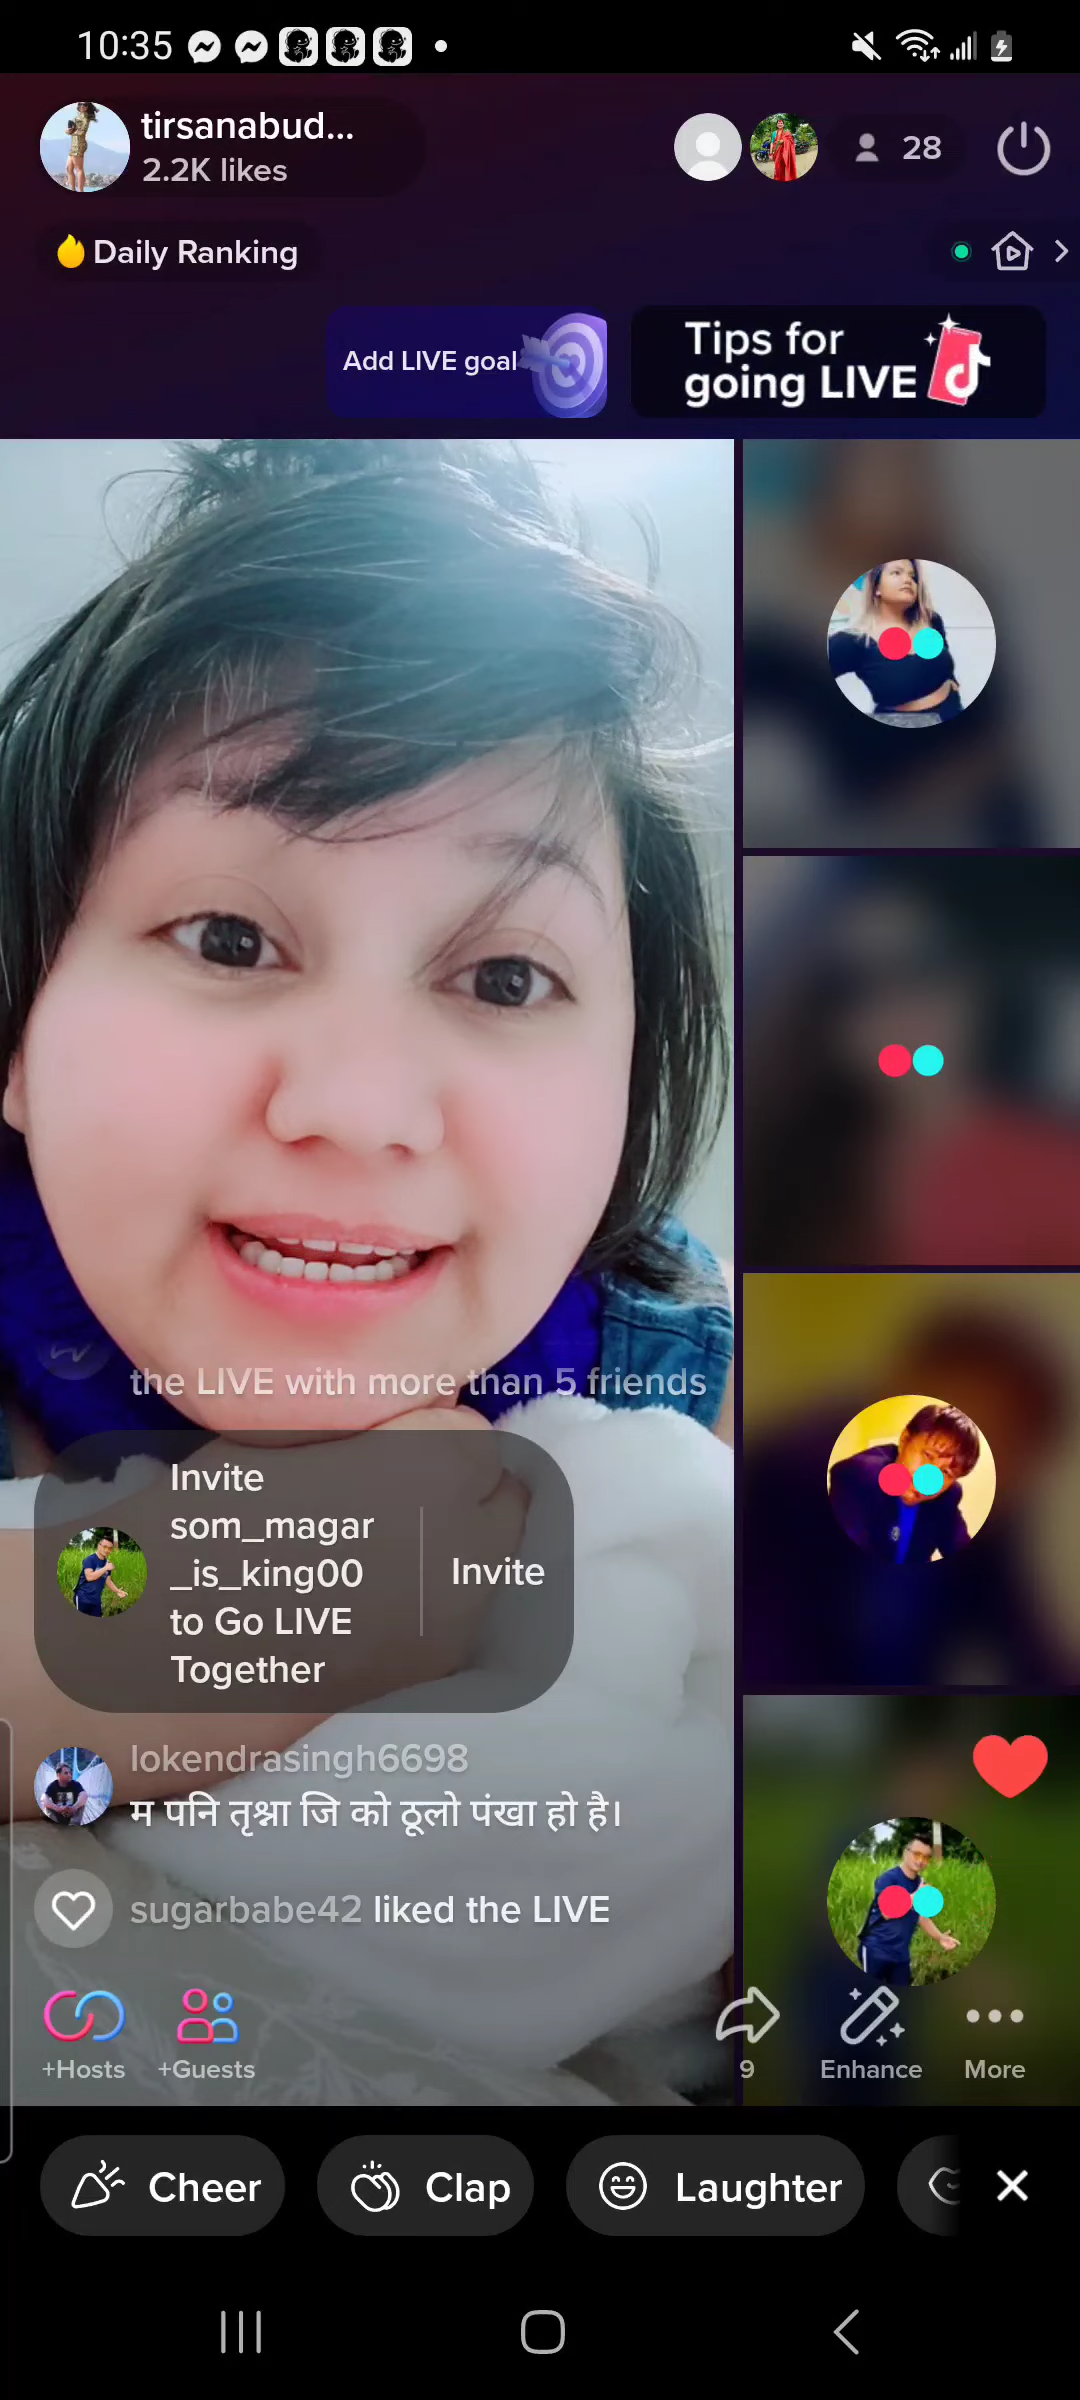 10:35
tirsanabud...
2.2K likes
28
Daily Ranking
Add LIVE goal
Tips for
going LIVE
the LIVE with more than 5 friends
Invite
som_magar
_is_king00
to Go LIVE
Together
Invite
lokendrasingh6698
म पनि तृश्ना जि को ठूलो पंखा हो है।
sugarbabe42 liked the LIVE
+Hosts
+Guests
9
Enhance
More
Cheer
Clap
Laughter